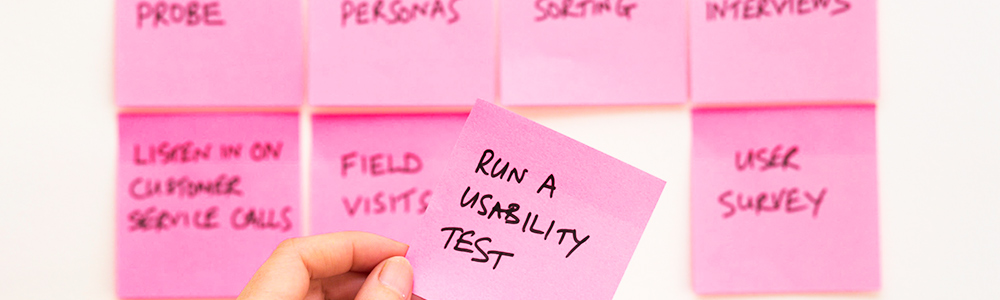 PROBE
PERSONAS
SORTING
INTERVIEWS
LISTEN IN ON
CUSTOMER
SERVICE CALLS
FIELD
VISITS
RUN A
USABILITY
TEST
USER
SURVEY